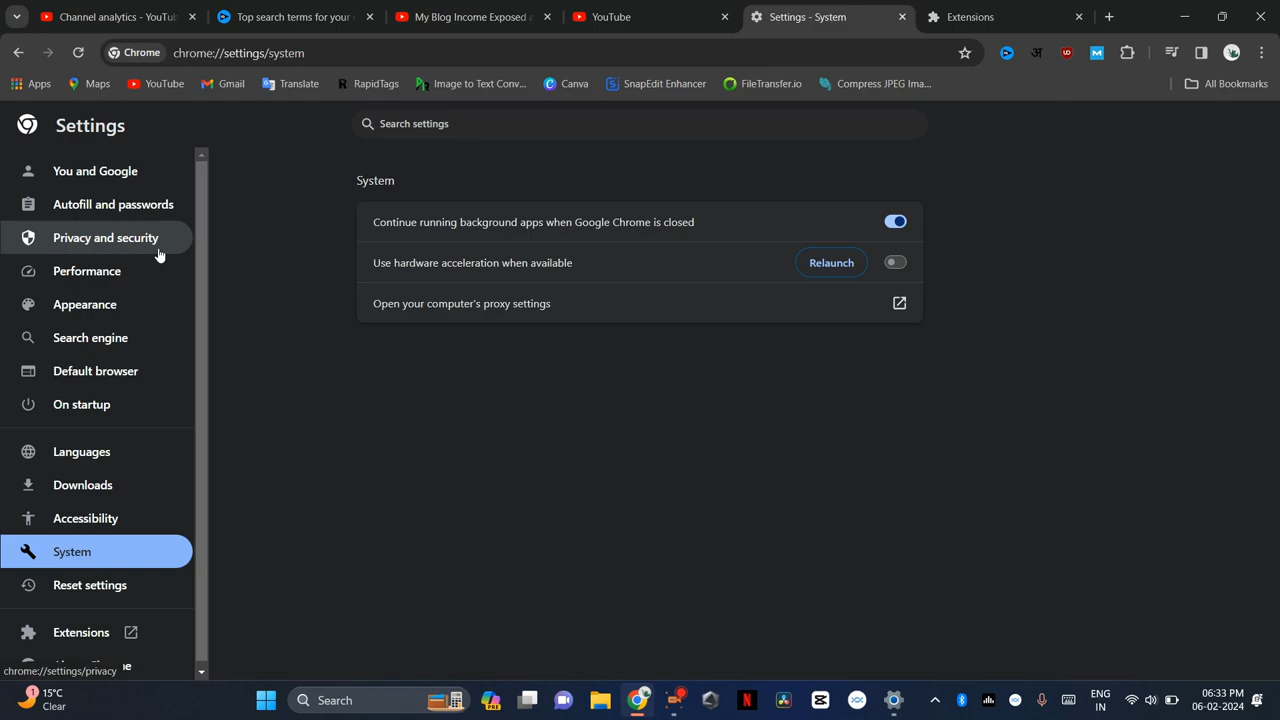 Channel analytics - YouTub
Top search terms for your
My Blog Income Exposed a
YouTube
Settings - System
Extensions
Chrome
chrome://settings/system
अ
UD
M
Apps
Maps
YouTube
Gmail
Translate
R RapidTags
Image to Text Conv...
Canva
SnapEdit Enhancer
FileTransfer.io
Compress JPEG Ima...
All Bookmarks
Settings
Search settings
You and Google
Autofill and passwords
Privacy and security
Performance
Appearance
Search engine
Default browser
On startup
Languages
Downloads
Accessibility
System
Reset settings
Extensions
System
Continue running background apps when Google Chrome is closed
Use hardware acceleration when available
Relaunch
Open your computer's proxy settings
chrome://settings/privacy
1
15°C
Clear
Search
PRE
N
ENG
IN
06:33 PM
06-02-2024